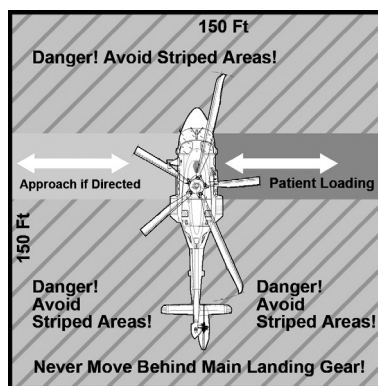 150 Ft
Danger! Avoid Striped Areas!
Approach if Directed
Patient Loading
150 Ft
Danger!
Avoid
Striped Areas!
Danger!
Avoid
Striped Areas!
Never Move Behind Main Landing Gear!